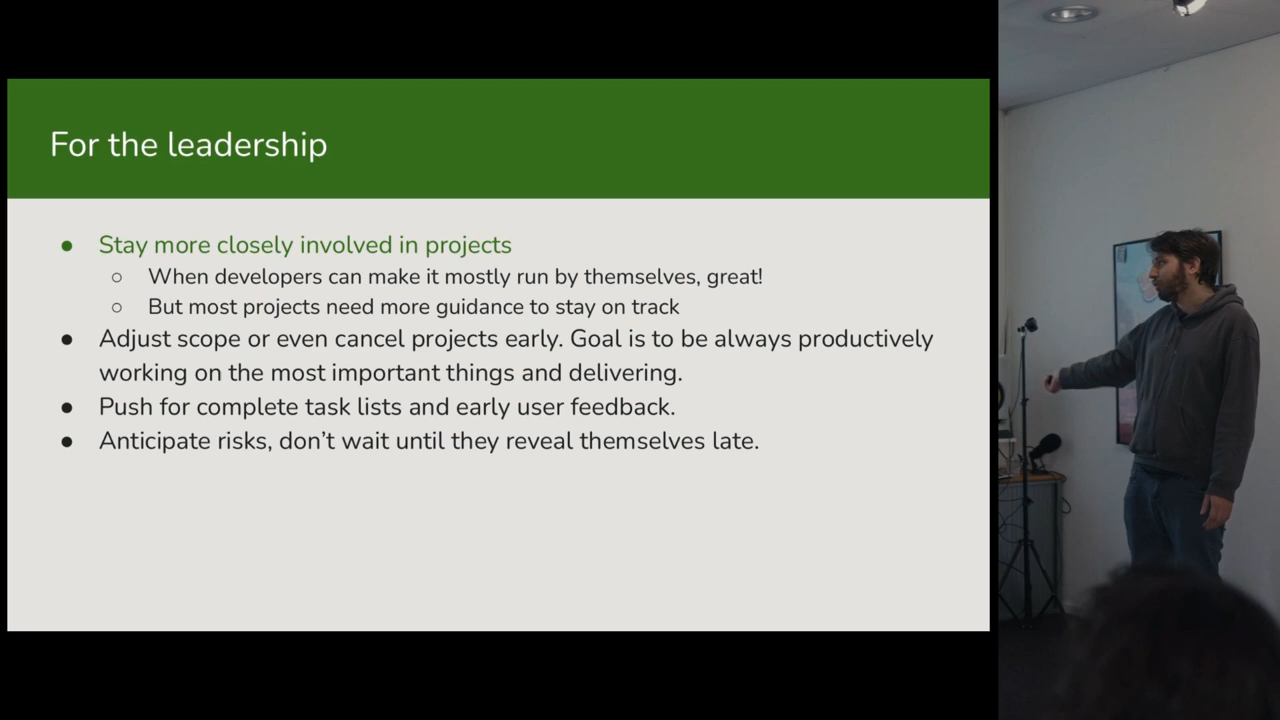 For the leadership
● Stay more closely involved in projects
○ When developers can make it mostly run by themselves, great!
○ But most projects need more guidance to stay on track
● Adjust scope or even cancel projects early. Goal is to be always productively
working on the most important things and delivering.
● Push for complete task lists and early user feedback.
● Anticipate risks, don’t wait until they reveal themselves late.